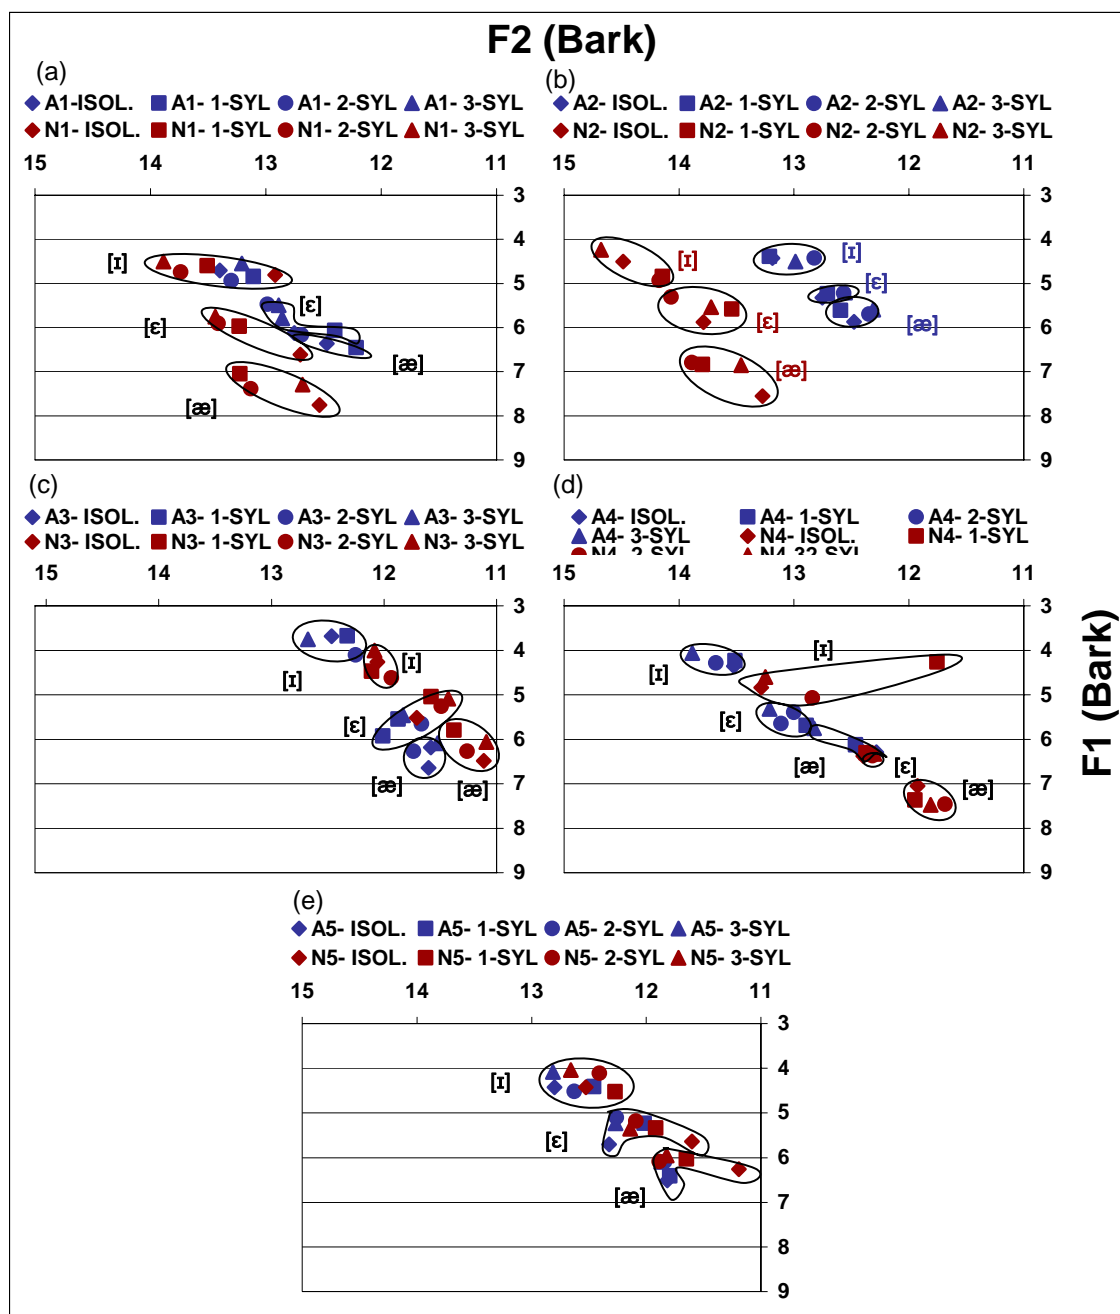 F2 (Bark)
(a)
A1-ISOL. A1- 1-SYL A1- 2-SYL A1- 3-SYL
N1- ISOL. N1- 1-SYL N1- 2-SYL N1- 3-SYL
15 14 13 12 11
3
4
5
6
7
8
9
[ɪ]
[ɛ]
[ɛ]
[æ]
[æ]
(b)
A2- ISOL. A2- 1-SYL A2- 2-SYL A2- 3-SYL
N2- ISOL. N2- 1-SYL N2- 2-SYL N2- 3-SYL
15 14 13 12 11
3
4
5
6
7
8
9
[ɪ]
[ɪ]
[ɛ]
[ɛ]
[æ]
[æ]
(c)
A3- ISOL. A3- 1-SYL A3- 2-SYL A3- 3-SYL
N3- ISOL. N3- 1-SYL N3- 2-SYL N3- 3-SYL
15 14 13 12 11
3
4
5
6
7
8
9
[ɪ]
[ɪ]
[ɛ]
[æ]
[æ]
(d)
A4- ISOL. A4- 1-SYL A4- 2-SYL
A4- 3-SYL N4- ISOL. N4- 1-SYL
N4- 2-SYL N4-32-SYL
15 14 13 12 11
3
4
5
6
7
8
9
[ɪ]
[ɪ]
[ɛ]
[æ]
[ɛ]
[æ]
F1 (Bark)
(e)
A5- ISOL. A5- 1-SYL A5- 2-SYL A5- 3-SYL
N5- ISOL. N5- 1-SYL N5- 2-SYL N5- 3-SYL
15 14 13 12 11
3
4
5
6
7
8
9
[ɪ]
[ɛ]
[æ]